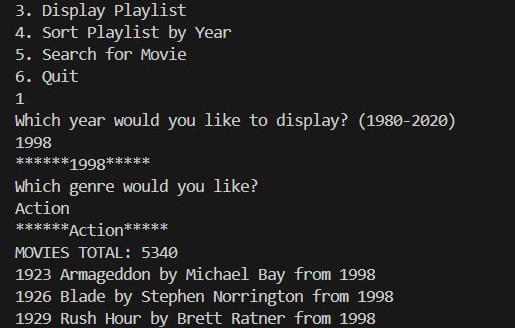 3. Display Playlist
4. Sort Playlist by Year
5. Search for Movie
6. Quit
1
Which year would you like to display? (1980-2020)
1998
******1998*****
Which genre would you like?
Action
******Action*****
MOVIES TOTAL: 5340
1923 Armageddon by Michael Bay from 1998
1926 Blade by Stephen Norrington from 1998
1929 Rush Hour by Brett Ratner from 1998